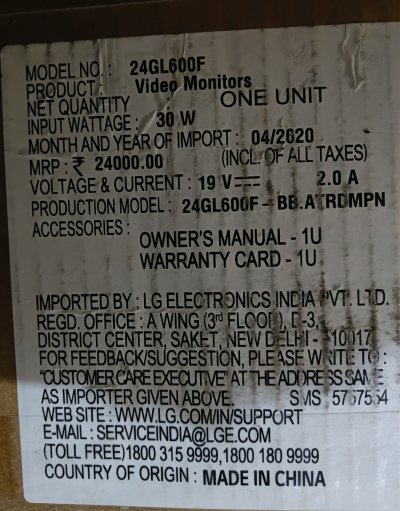 MODEL NO. : 24GL600F
PRODUCT : Video Monitors
NET QUANTITY : ONE UNIT
INPUT WATTAGE : 30 W
MONTH AND YEAR OF IMPORT : 04/2020
MRP : ₹ 24000.00 (INCL. OF ALL TAXES)
VOLTAGE & CURRENT : 19 V⎓ 2.0 A
PRODUCTION MODEL : 24GL600F - BB.ATRDMPN
ACCESSORIES :
OWNER'S MANUAL - 1U
WARRANTY CARD - 1U
IMPORTED BY : LG ELECTRONICS INDIA PVT. LTD.
REGD. OFFICE : A WING (3rd FLOOR), D-3,
DISTRICT CENTER, SAKET, NEW DELHI - 110017
FOR FEEDBACK/SUGGESTION, PLEASE WRITE TO :
"CUSTOMER CARE EXECUTIVE" AT THE ADDRESS SAME
AS IMPORTER GIVEN ABOVE. SMS 5757554
WEB SITE : WWW.LG.COM/IN/SUPPORT
E-MAIL : SERVICEINDIA@LGE.COM
(TOLL FREE)1800 315 9999,1800 180 9999
COUNTRY OF ORIGIN : MADE IN CHINA